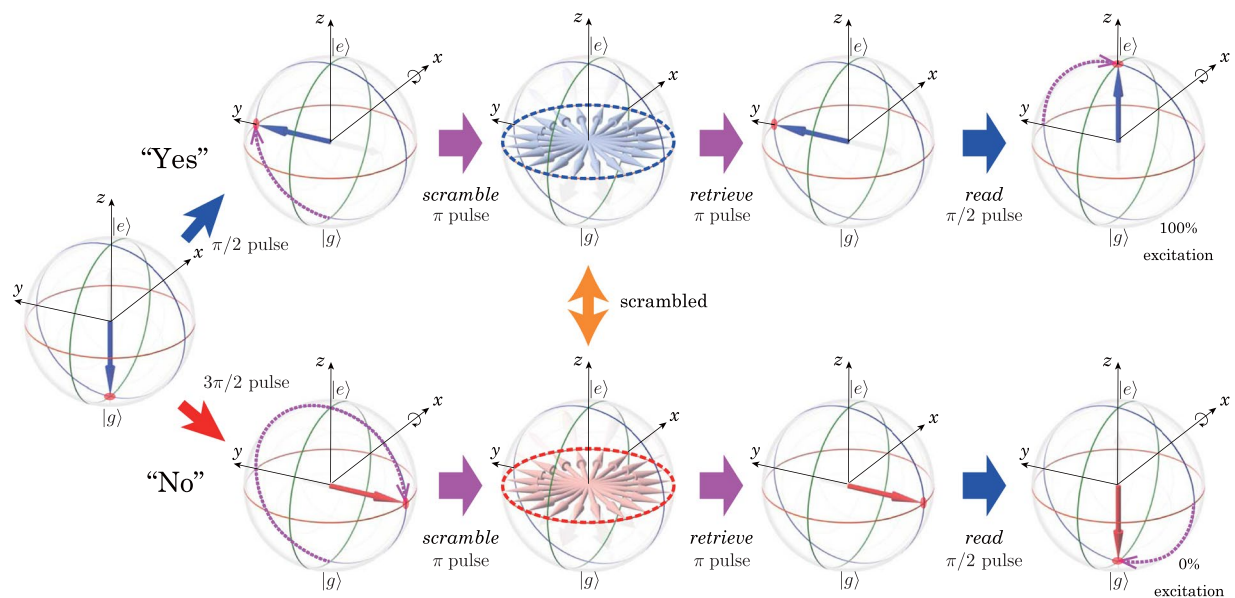 z
|e⟩
x
y
|g⟩
"Yes"
π/2 pulse
z
|e⟩
x
y
|g⟩
scramble
π pulse
z
|e⟩
x
y
|g⟩
retrieve
π pulse
z
|e⟩
x
y
|g⟩
read
π/2 pulse
z
|e⟩
x
y
|g⟩
100%
excitation
scrambled
3π/2 pulse
"No"
z
|e⟩
x
y
|g⟩
scramble
π pulse
z
|e⟩
x
y
|g⟩
retrieve
π pulse
z
|e⟩
x
y
|g⟩
read
π/2 pulse
z
|e⟩
x
y
|g⟩
0%
excitation